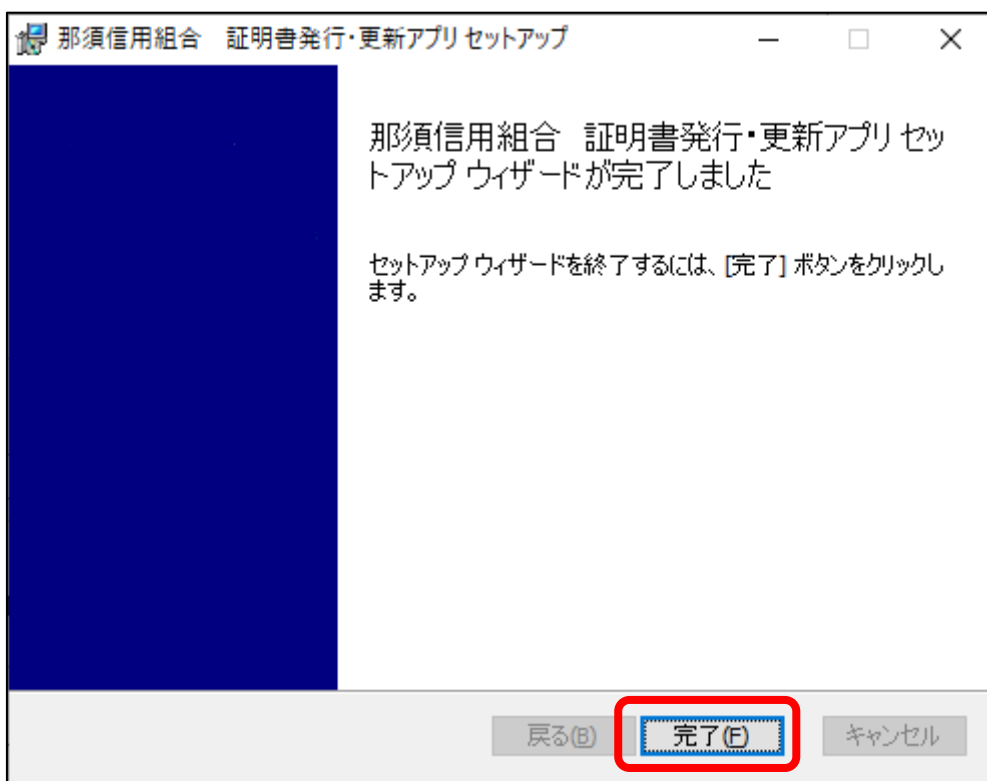 那須信用組合　証明書発行・更新アプリ セットアップ
那須信用組合　証明書発行・更新アプリ セッ
トアップ ウィザードが完了しました
セットアップ ウィザードを終了するには、[完了] ボタンをクリックし
ます。
戻る(B) 完了(F) キャンセル